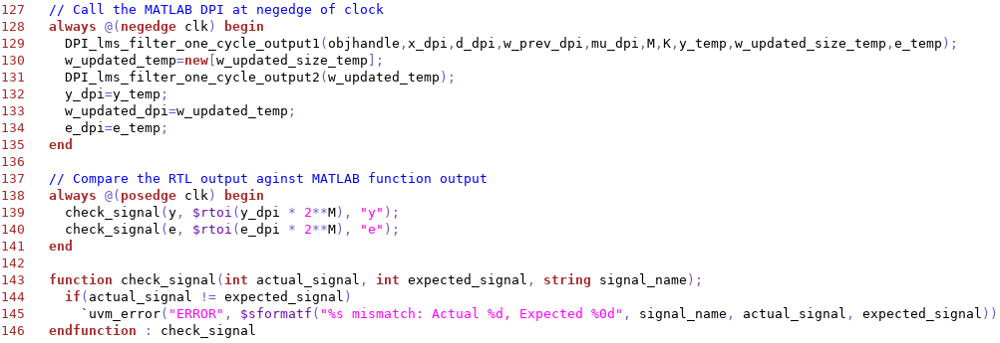 127 // Call the MATLAB DPI at negedge of clock
128 always @(negedge clk) begin
129 DPI_lms_filter_one_cycle_output1(objhandle,x_dpi,d_dpi,w_prev_dpi,mu_dpi,M,K,y_temp,w_updated_size_temp,e_temp);
130 w_updated_temp=new[w_updated_size_temp];
131 DPI_lms_filter_one_cycle_output2(w_updated_temp);
132 y_dpi=y_temp;
133 w_updated_dpi=w_updated_temp;
134 e_dpi=e_temp;
135 end
136
137 // Compare the RTL output aginst MATLAB function output
138 always @(posedge clk) begin
139 check_signal(y, $rtoi(y_dpi * 2**M), "y");
140 check_signal(e, $rtoi(e_dpi * 2**M), "e");
141 end
142
143 function check_signal(int actual_signal, int expected_signal, string signal_name);
144 if(actual_signal != expected_signal)
145 `uvm_error("ERROR", $sformatf("%s mismatch: Actual %d, Expected %0d", signal_name, actual_signal, expected_signal))
146 endfunction : check_signal